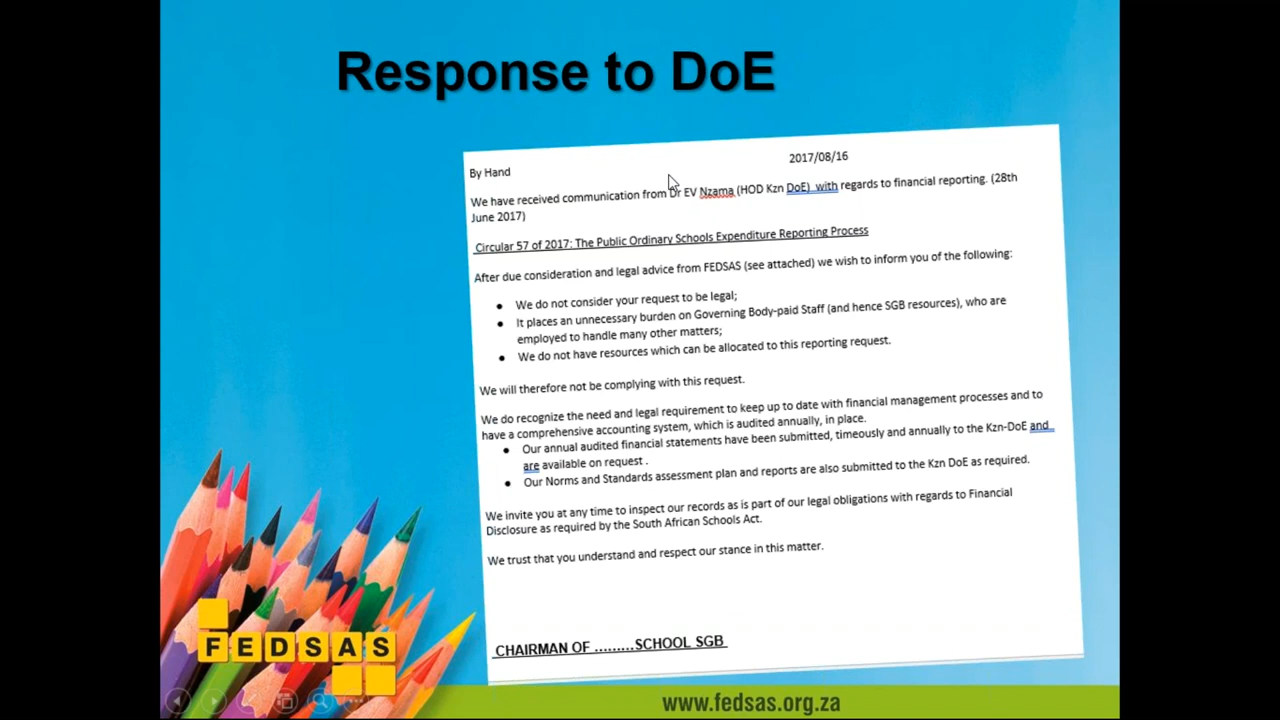 Response to DoE
By Hand
2017/08/16
We have received communication from Dr EV Nzama (HOD Kzn DoE) with regards to financial reporting. (28th
June 2017)
Circular 57 of 2017: The Public Ordinary Schools Expenditure Reporting Process
After due consideration and legal advice from FEDSAS (see attached) we wish to inform you of the following:
• We do not consider your request to be legal;
• It places an unnecessary burden on Governing Body-paid Staff (and hence SGB resources), who are
employed to handle many other matters;
• We do not have resources which can be allocated to this reporting request.
We will therefore not be complying with this request.
We do recognize the need and legal requirement to keep up to date with financial management processes and to
have a comprehensive accounting system, which is audited annually, in place.
• Our annual audited financial statements have been submitted, timeously and annually to the Kzn-DoE and
are available on request .
• Our Norms and Standards assessment plan and reports are also submitted to the Kzn DoE as required.
We invite you at any time to inspect our records as is part of our legal obligations with regards to Financial
Disclosure as required by the South African Schools Act.
We trust that you understand and respect our stance in this matter.
CHAIRMAN OF .........SCHOOL SGB
FEDSAS
www.fedsas.org.za